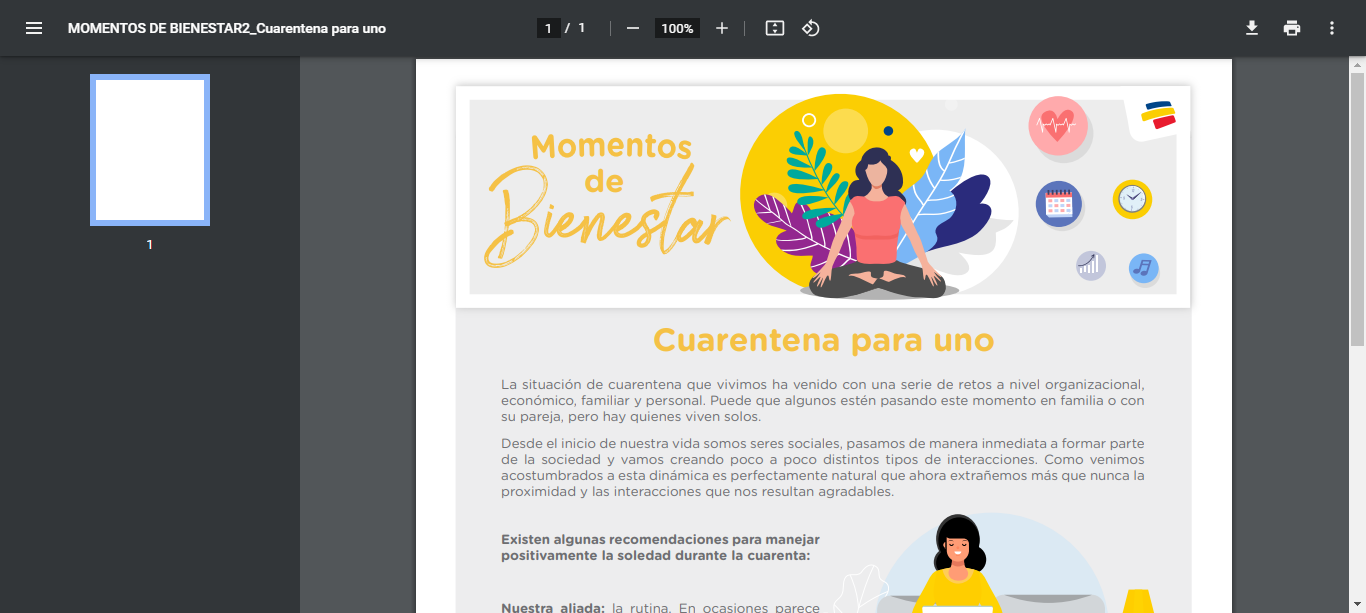 MOMENTOS DE BIENESTAR2_Cuarentena para uno
1 / 1
100%
1
Momentos
de
Bienestar
Cuarentena para uno
La situación de cuarentena que vivimos ha venido con una serie de retos a nivel organizacional,
económico, familiar y personal. Puede que algunos estén pasando este momento en familia o con
su pareja, pero hay quienes viven solos.
Desde el inicio de nuestra vida somos seres sociales, pasamos de manera inmediata a formar parte
de la sociedad y vamos creando poco a poco distintos tipos de interacciones. Como venimos
acostumbrados a esta dinámica es perfectamente natural que ahora extrañemos más que nunca la
proximidad y las interacciones que nos resultan agradables.
Existen algunas recomendaciones para manejar
positivamente la soledad durante la cuarenta:
Nuestra aliada: la rutina. En ocasiones parece